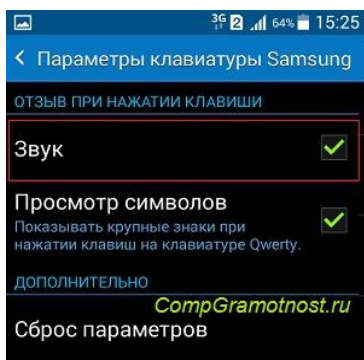 3G 2 64% 15:25
< Параметры клавиатуры Samsung
ОТЗЫВ ПРИ НАЖАТИИ КЛАВИШИ
Звук
Просмотр символов
Показывать крупные знаки при
нажатии клавиш на клавиатуре Qwerty.
ДОПОЛНИТЕЛЬНО
CompGramotnost.ru
Сброс параметров